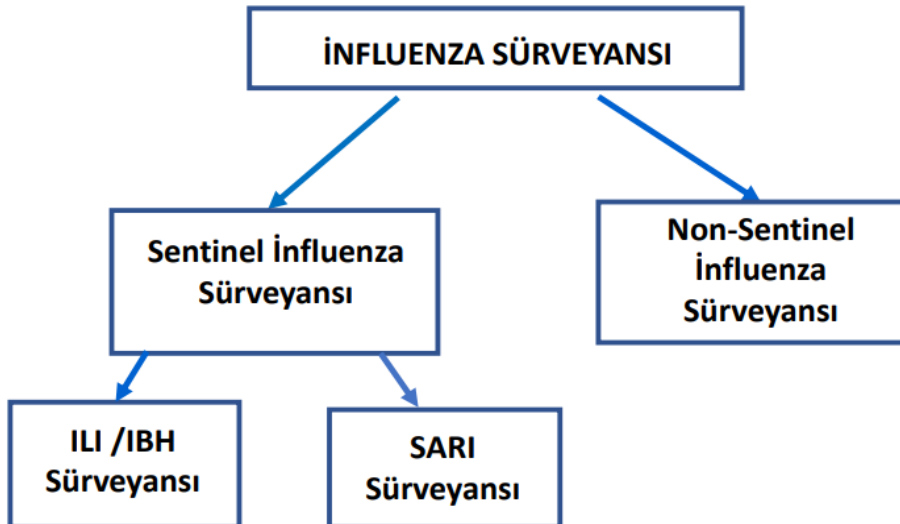 İNFLUENZA SÜRVEYANSI
Sentinel İnfluenza
Sürveyansı
Non-Sentinel
İnfluenza
Sürveyansı
ILI /IBH
Sürveyansı
SARI
Sürveyansı